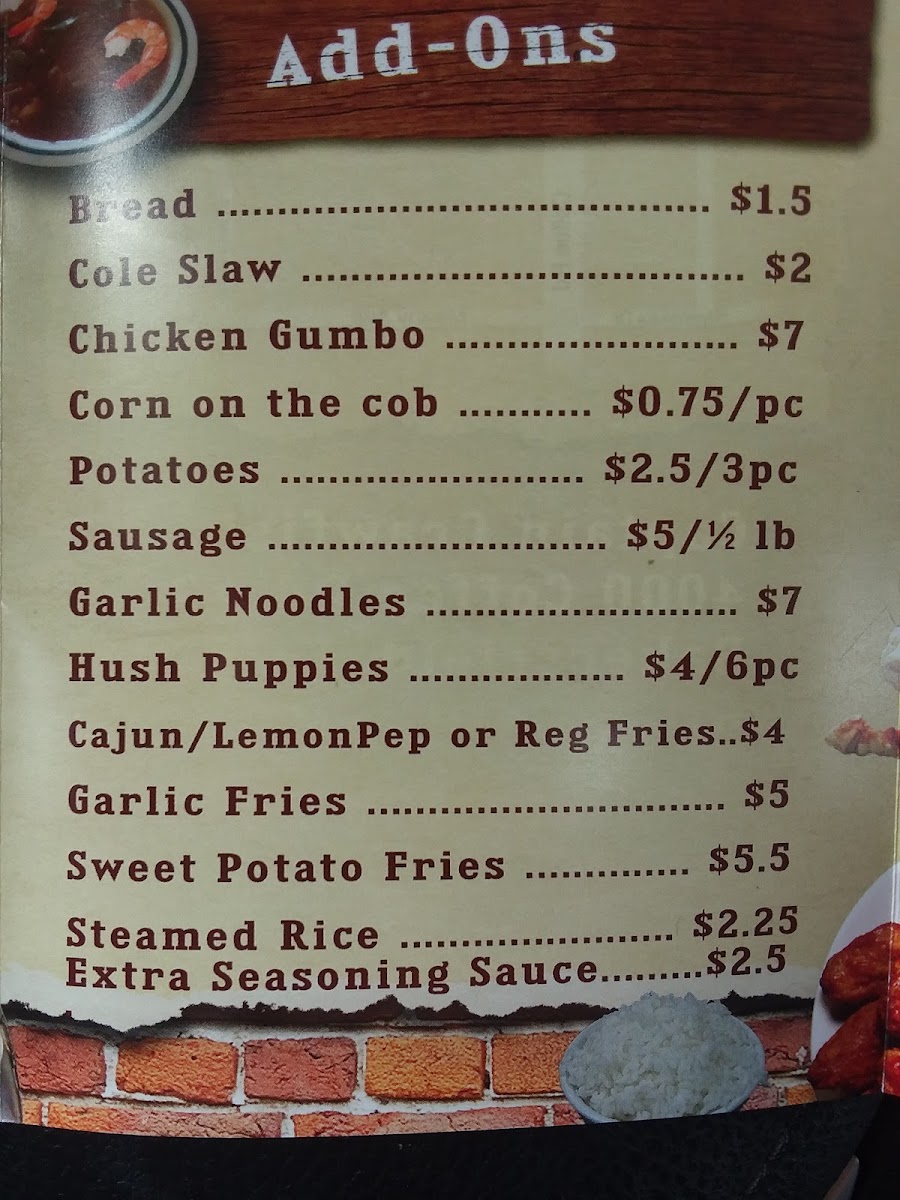 Add-Ons
Bread ........................................ $1.5
Cole Slaw .................................... $2
Chicken Gumbo ........................ $7
Corn on the cob ........... $0.75/pc
Potatoes ......................... $2.5/3pc
Sausage ............................ $5/½ lb
Garlic Noodles ......................... $7
Hush Puppies .................. $4/6pc
Cajun/LemonPep or Reg Fries..$4
Garlic Fries ............................. $5
Sweet Potato Fries .............. $5.5
Steamed Rice ....................... $2.25
Extra Seasoning Sauce.........$2.5